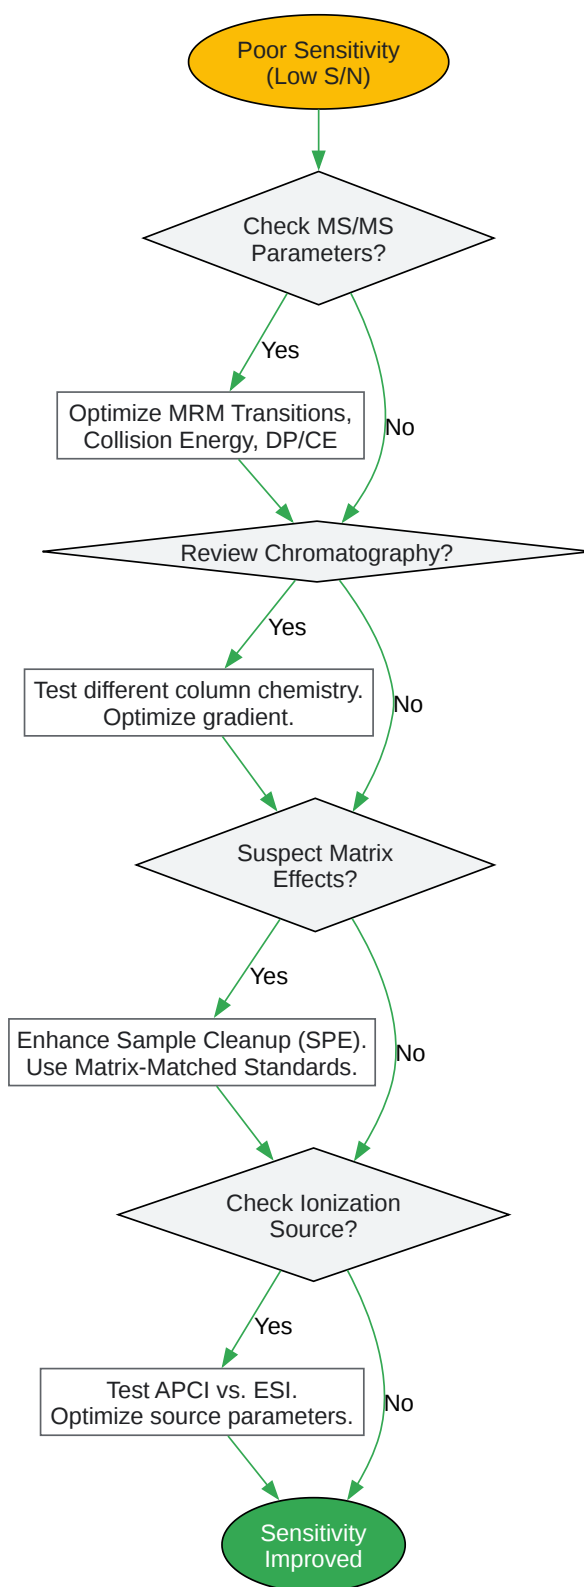 Poor Sensitivity
(Low S/N)
Check MS/MS
Parameters?
Yes
Optimize MRM Transitions,
Collision Energy, DP/CE
No
Review Chromatography?
Yes
Test different column chemistry.
Optimize gradient.
No
Suspect Matrix
Effects?
Yes
Enhance Sample Cleanup (SPE).
Use Matrix-Matched Standards.
No
Check Ionization
Source?
Yes
Test APCI vs. ESI.
Optimize source parameters.
No
Sensitivity
Improved